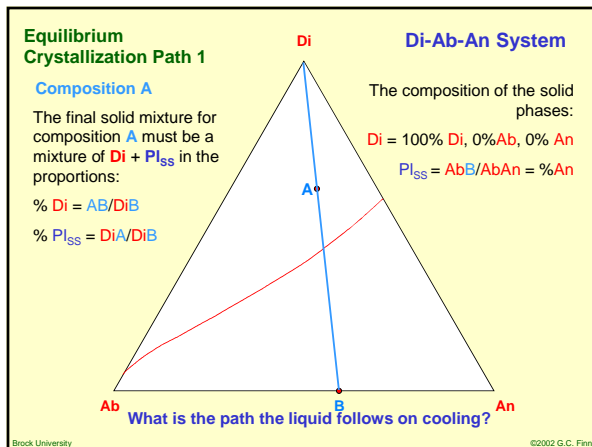 Equilibrium
Crystallization Path 1
Composition A
The final solid mixture for
composition A must be a
mixture of Di + PlSS in the
proportions:
% Di = AB/DiB
% PlSS = DiA/DiB
Di
Di-Ab-An System
The composition of the solid
phases:
Di = 100% Di, 0%Ab, 0% An
PlSS = AbB/AbAn = %An
A
Ab
B
An
What is the path the liquid follows on cooling?
Brock University
©2002 G.C. Finn